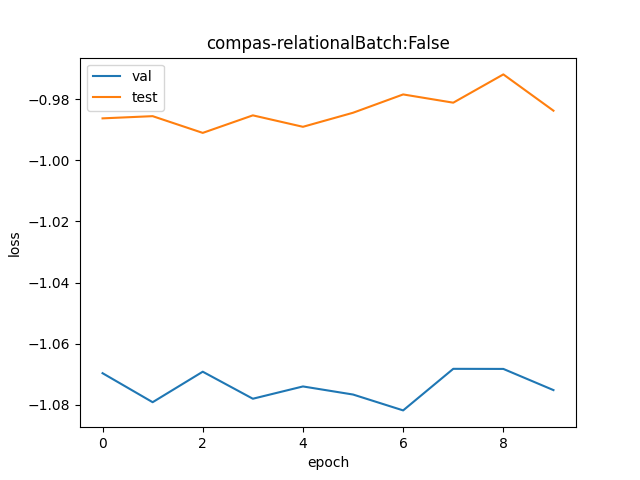 compas-relationalBatch:False
val
test
−0.98
−1.00
−1.02
−1.04
−1.06
−1.08
loss
0 2 4 6 8
epoch